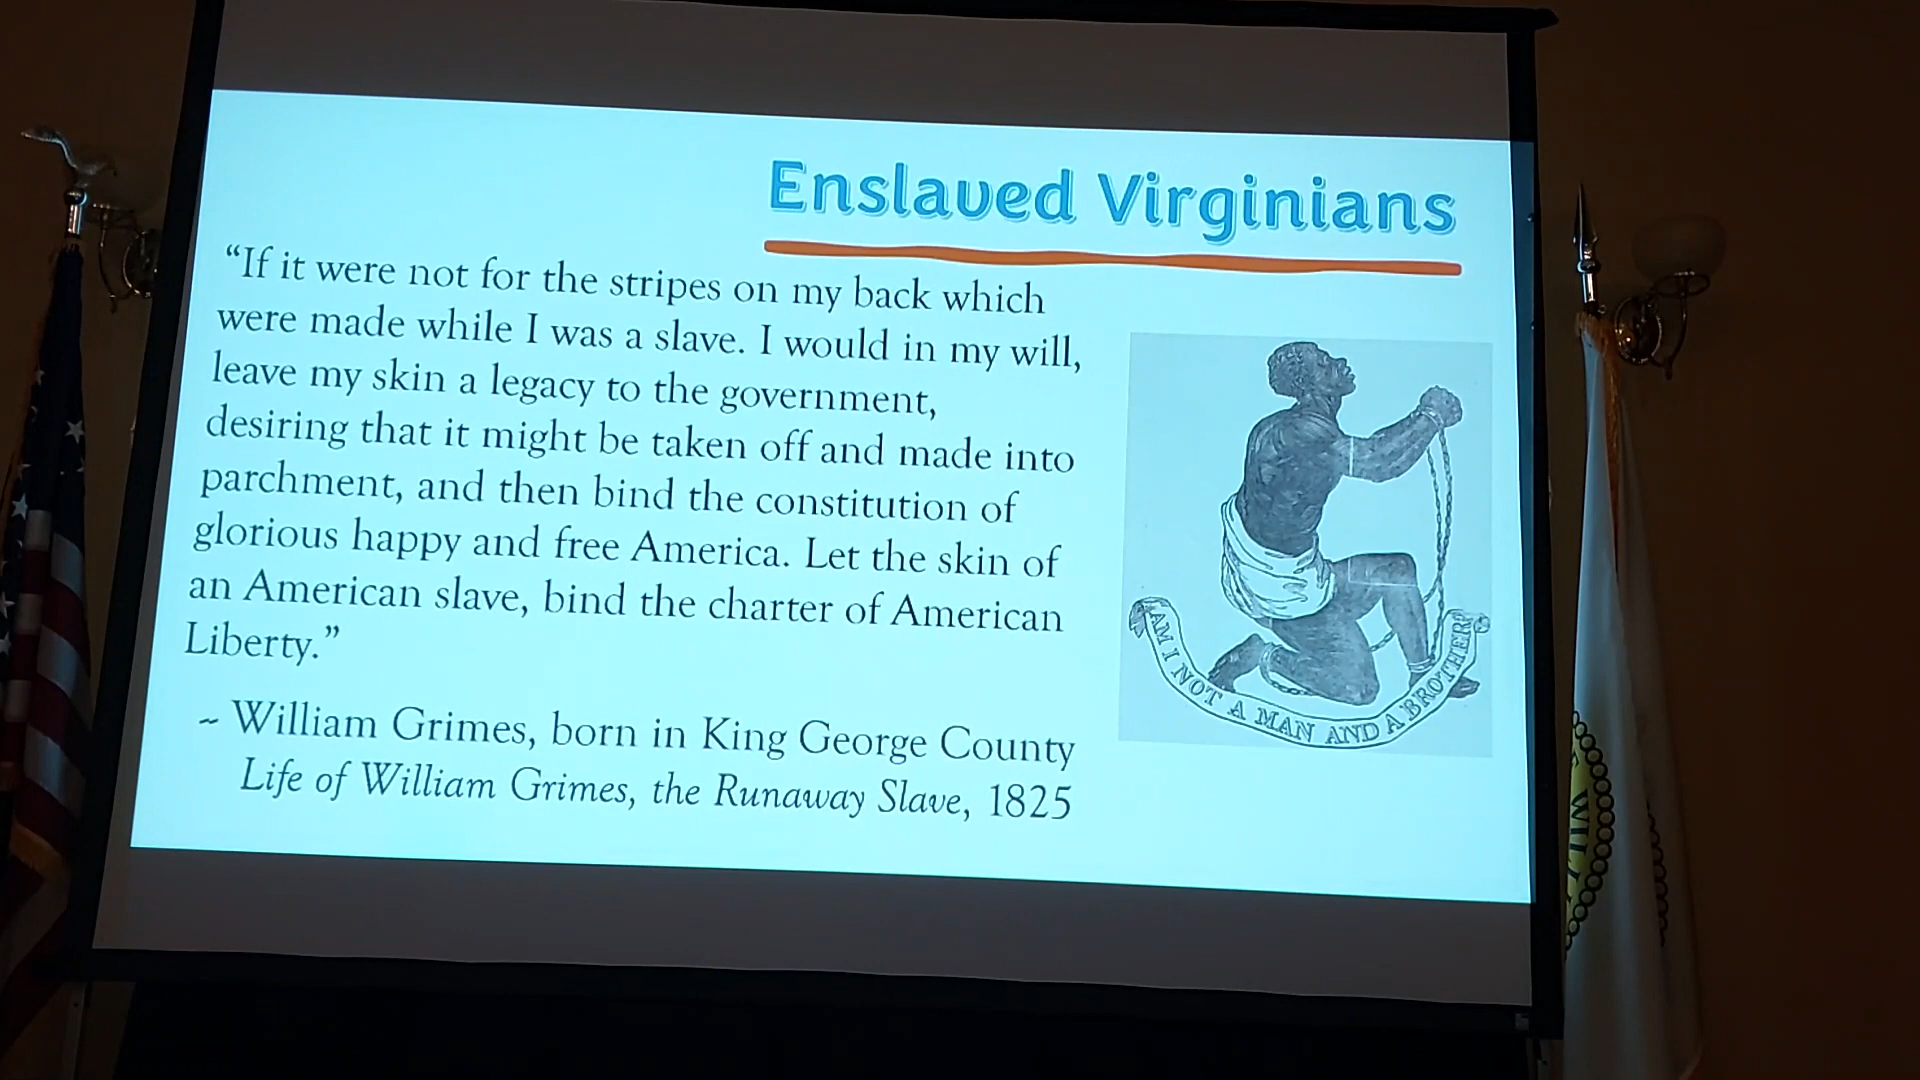 Enslaved Virginians
“If it were not for the stripes on my back which
were made while I was a slave. I would in my will,
leave my skin a legacy to the government,
desiring that it might be taken off and made into
parchment, and then bind the constitution of
glorious happy and free America. Let the skin of
an American slave, bind the charter of American
Liberty.”
~ William Grimes, born in King George County
Life of William Grimes, the Runaway Slave, 1825
AM I NOT A MAN AND A BROTHER?